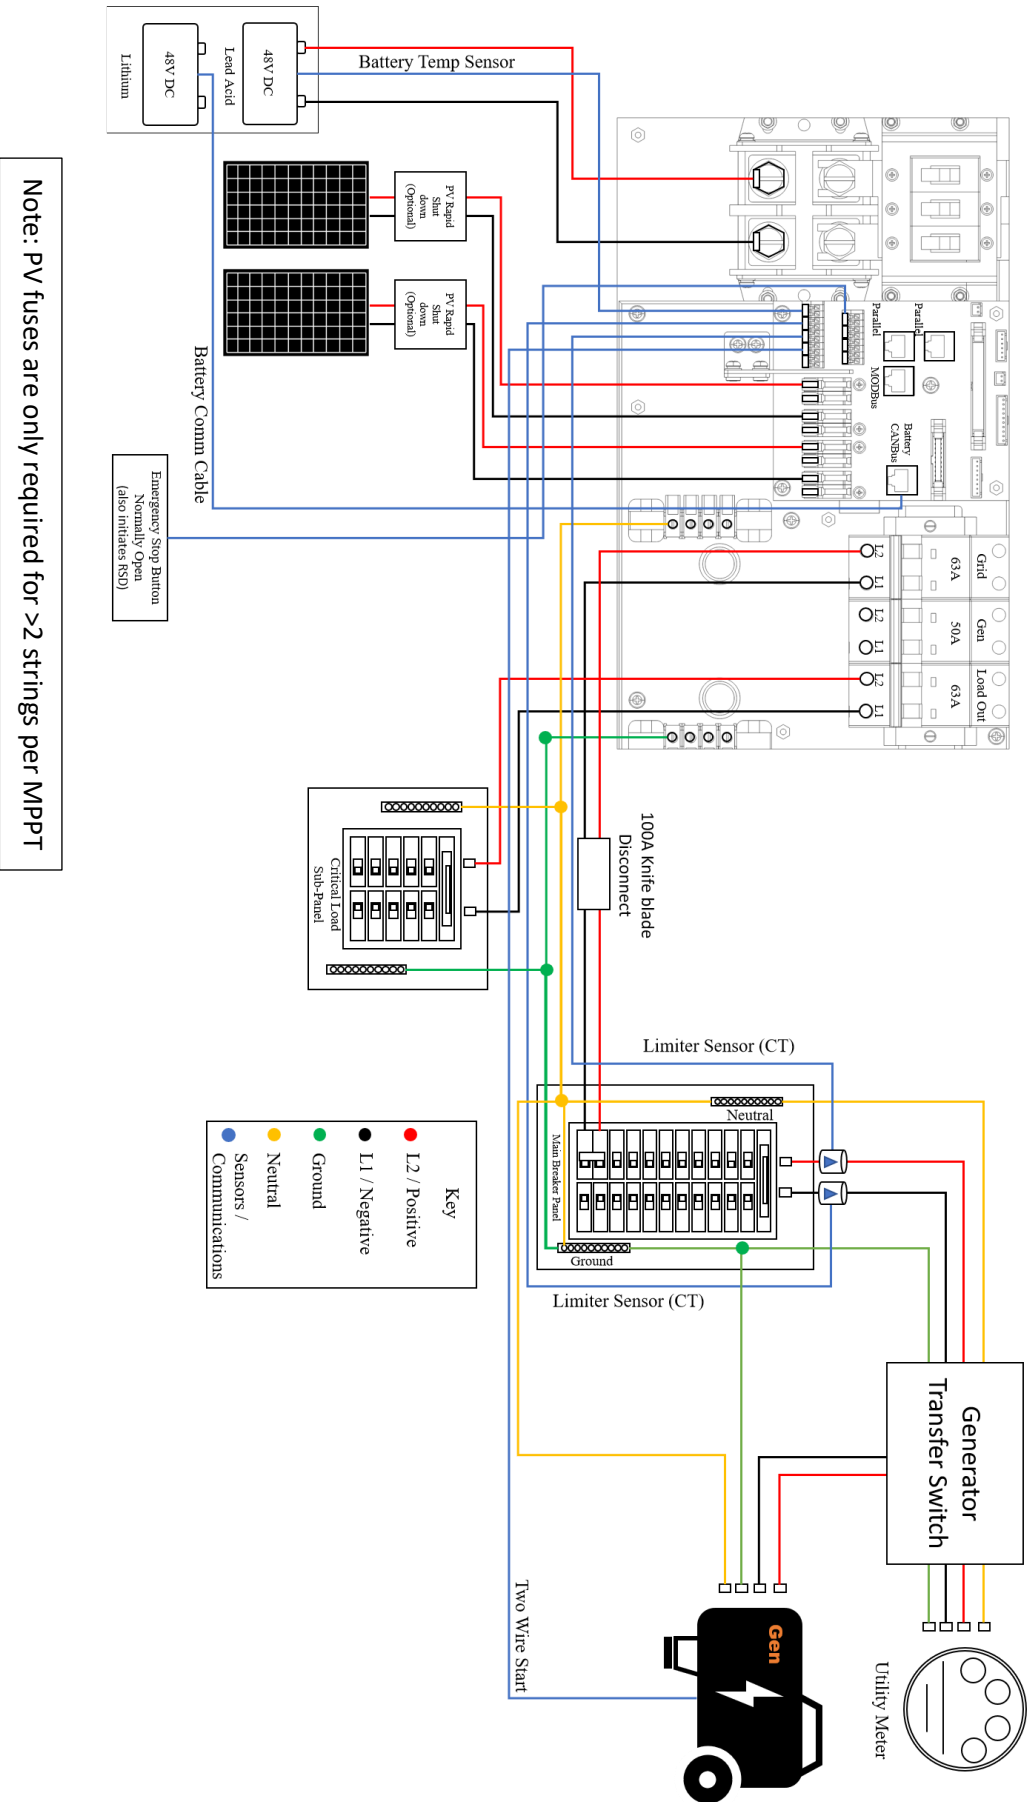 48V DC
Lithium
48V DC
Lead Acid
Battery Temp Sensor
PV Rapid
Shut
down
(Optional)
PV Rapid
Shut
down
(Optional)
Battery Comm Cable
Emergency Stop Button
Normally Open
(also initiates RSD)
Note: PV fuses are only required for >2 strings per MPPT
Parallel
Parallel
MODBus
Battery
CANBus
Grid
63A
L2
L1
Gen
50A
L2
L1
Load Out
63A
L2
L1
100A Knife blade
Disconnect
Critical Load
Sub-Panel
Limiter Sensor (CT)
Neutral
Main Breaker Panel
Ground
Limiter Sensor (CT)
Key
L2 / Positive
L1 / Negative
Ground
Neutral
Sensors /
Communications
Generator
Transfer Switch
Two Wire Start
Gen
Utility Meter